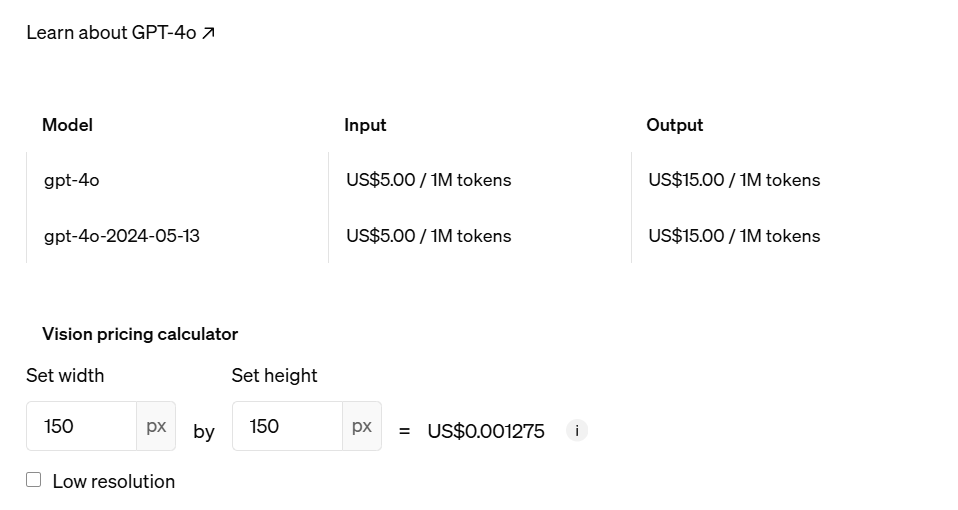 Learn about GPT-4o ↗
Model Input Output
gpt-4o US$5.00 / 1M tokens US$15.00 / 1M tokens
gpt-4o-2024-05-13 US$5.00 / 1M tokens US$15.00 / 1M tokens
Vision pricing calculator
Set width Set height
150 px by 150 px = US$0.001275 i
Low resolution